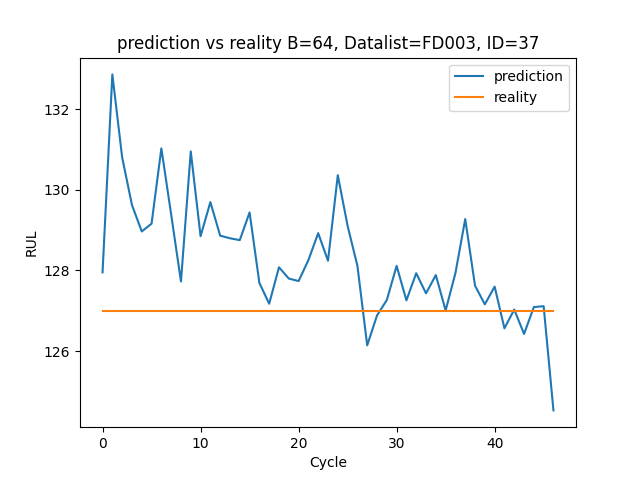 prediction vs reality B=64, Datalist=FD003, ID=37
prediction
reality
132
130
128
126
RUL
0 10 20 30 40
Cycle